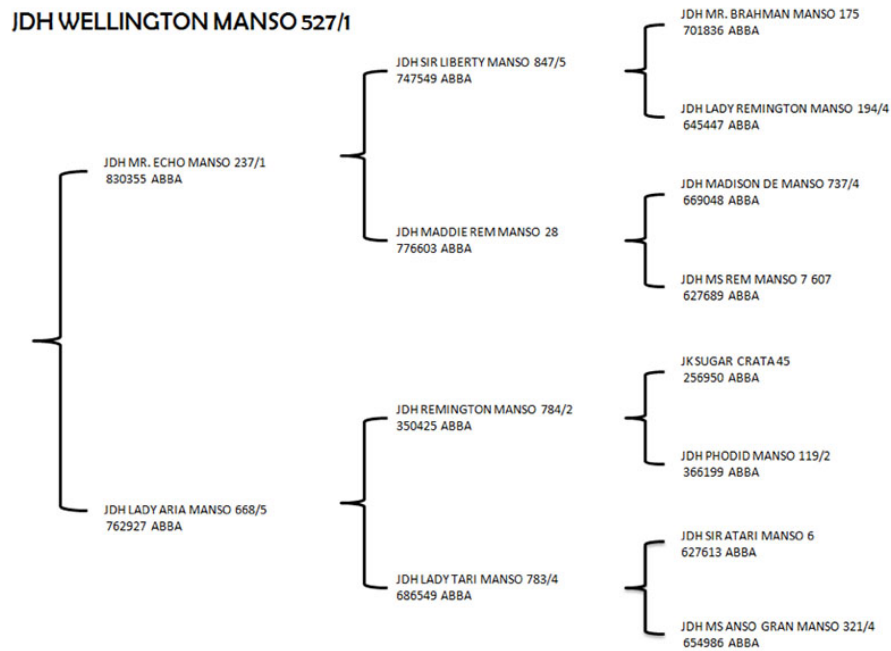 JDH WELLINGTON MANSO 527/1
JDH MR. ECHO MANSO 237/1
830355 ABBA
JDH LADY ARIA MANSO 668/5
762927 ABBA
JDH SIR LIBERTY MANSO 847/5
747549 ABBA
JDH MADDIE REM MANSO 28
776603 ABBA
JDH REMINGTON MANSO 784/2
350425 ABBA
JDH LADY TARI MANSO 783/4
686549 ABBA
JDH MR. BRAHMAN MANSO 175
701836 ABBA
JDH LADY REMINGTON MANSO 194/4
645447 ABBA
JDH MADISON DE MANSO 737/4
669048 ABBA
JDH MS REM MANSO 7 607
627689 ABBA
JK SUGAR CRATA 45
256950 ABBA
JDH PHODID MANSO 119/2
366199 ABBA
JDH SIR ATARI MANSO 6
627613 ABBA
JDH MS ANSO GRAN MANSO 321/4
654986 ABBA